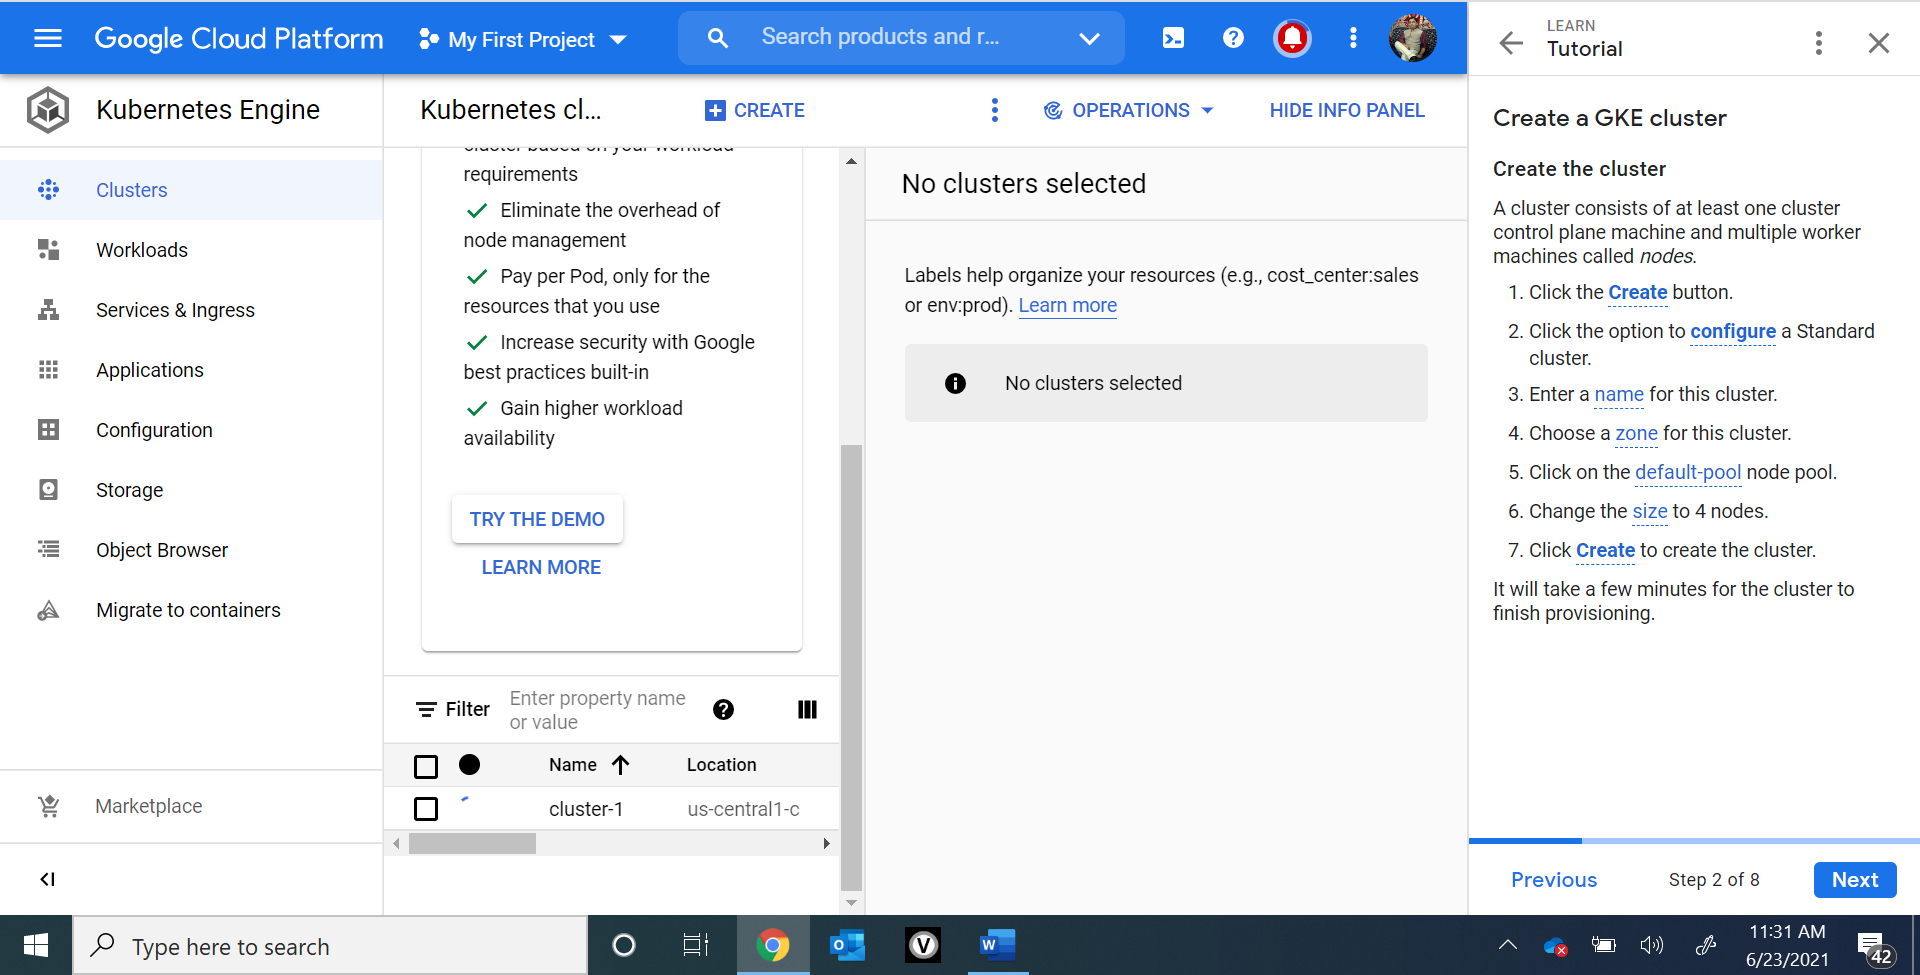 Google Cloud Platform
My First Project
Search products and r...
LEARN
Tutorial
Kubernetes Engine
Kubernetes cl...
CREATE
OPERATIONS
HIDE INFO PANEL
Clusters
Workloads
Services & Ingress
Applications
Configuration
Storage
Object Browser
Migrate to containers
Marketplace
cluster based on your workload
requirements
Eliminate the overhead of
node management
Pay per Pod, only for the
resources that you use
Increase security with Google
best practices built-in
Gain higher workload
availability
TRY THE DEMO
LEARN MORE
Filter
Enter property name
or value
Name
Location
cluster-1
us-central1-c
No clusters selected
Labels help organize your resources (e.g., cost_center:sales
or env:prod). Learn more
No clusters selected
Create a GKE cluster
Create the cluster
A cluster consists of at least one cluster
control plane machine and multiple worker
machines called nodes.
1. Click the Create button.
2. Click the option to configure a Standard
cluster.
3. Enter a name for this cluster.
4. Choose a zone for this cluster.
5. Click on the default-pool node pool.
6. Change the size to 4 nodes.
7. Click Create to create the cluster.
It will take a few minutes for the cluster to
finish provisioning.
Previous
Step 2 of 8
Next
Type here to search
11:31 AM
6/23/2021
42